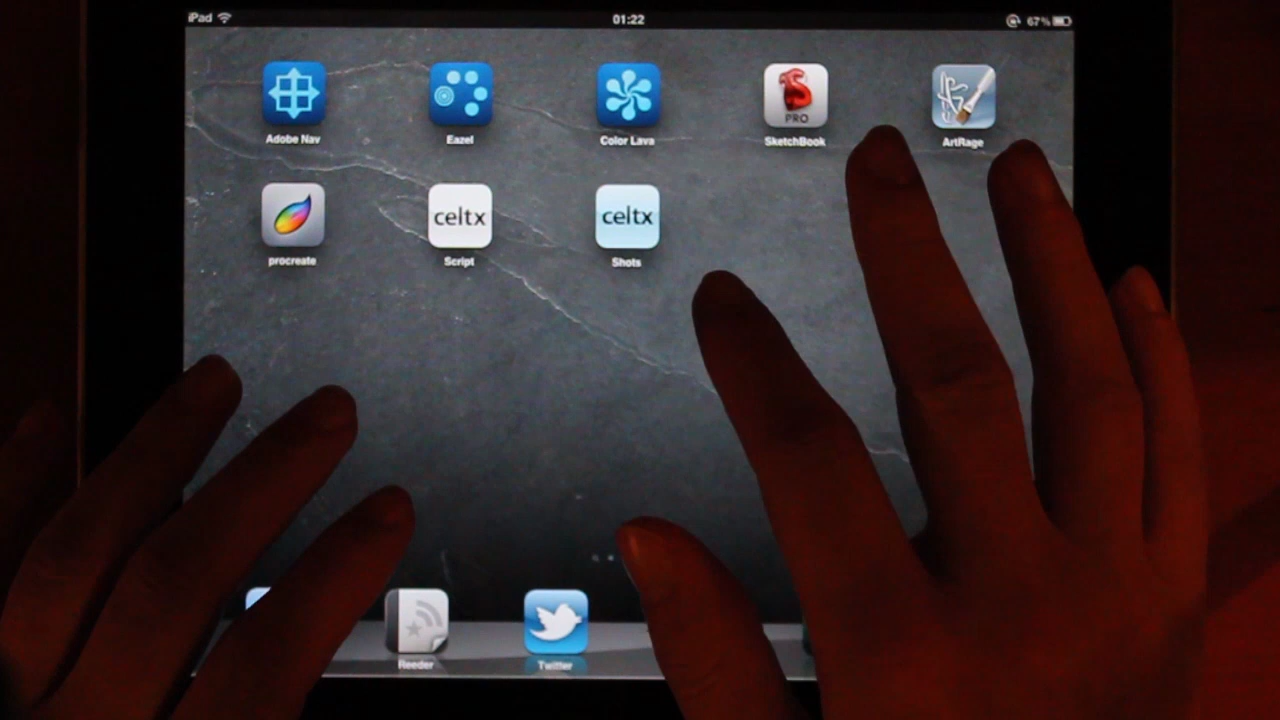 iPad 01:22 67%
Adobe Nav Eazel Color Lava SketchBook ArtRage
PRO
celtx celtx
procreate Script Shots
Reeder Twitter